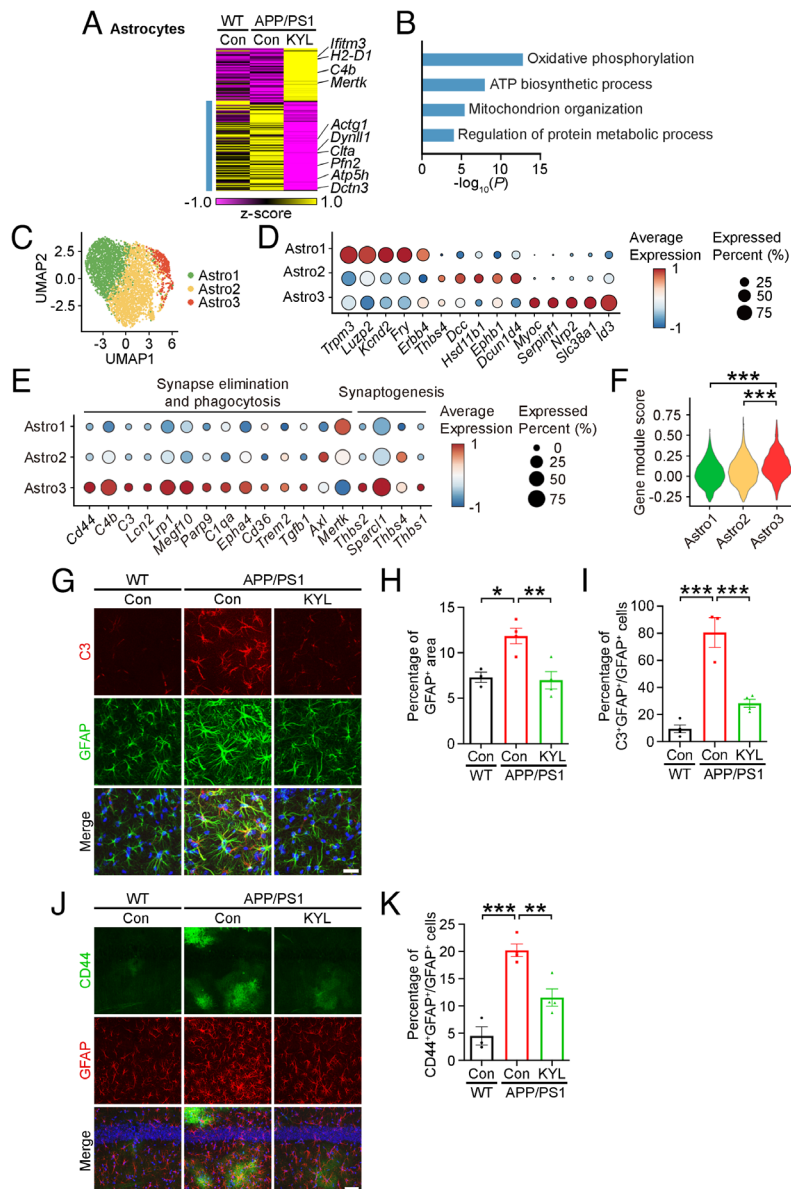 A
Astrocytes
WT APP/PS1
Con Con KYL
Ifitm3
H2-D1
C4b
Mertk
Actg1
Dynll1
Clta
Pfn2
Atp5h
Dctn3
-1.0 1.0
z-score
B
Oxidative phosphorylation
ATP biosynthetic process
Mitochondrion organization
Regulation of protein metabolic process
0 5 10 15
-log10(P)
C
UMAP2
2.5
0.0
-2.5
-3 0 3 6
UMAP1
Astro1
Astro2
Astro3
D
Astro1
Astro2
Astro3
Trpm3 Luzp2 Kcnd2 Fry Erbb4 Thbs4 Dcc Hsd11b1 Ephb1 Dcun1d4 Myoc Serpinf1 Nrp2 Slc38a1 Id3
Average
Expression
1
-1
Expressed
Percent (%)
25
50
75
E
Synapse elimination
and phagocytosis
Synaptogenesis
Astro1
Astro2
Astro3
Cd44 C4b C3 Lcn2 Lrp1 Megf10 Parp9 C1qa Epha4 Cd36 Trem2 Tgfb1 Axl Mertk Thbs2 Sparcl1 Thbs4 Thbs1
Average
Expression
1
-1
Expressed
Percent (%)
0
25
50
75
F
*** 
***
Gene module score
0.75
0.50
0.25
0.00
-0.25
Astro1 Astro2 Astro3
G
WT APP/PS1
Con Con KYL
C3
GFAP
Merge
H
* **
Percentage of
GFAP+ area
15
10
5
0
Con Con KYL
WT APP/PS1
I
*** ***
Percentage of
C3+GFAP+/GFAP+ cells
100
80
60
40
20
0
Con Con KYL
WT APP/PS1
J
WT APP/PS1
Con Con KYL
CD44
GFAP
Merge
K
*** **
Percentage of
CD44+GFAP+/GFAP+ cells
25
20
15
10
5
0
Con Con KYL
WT APP/PS1